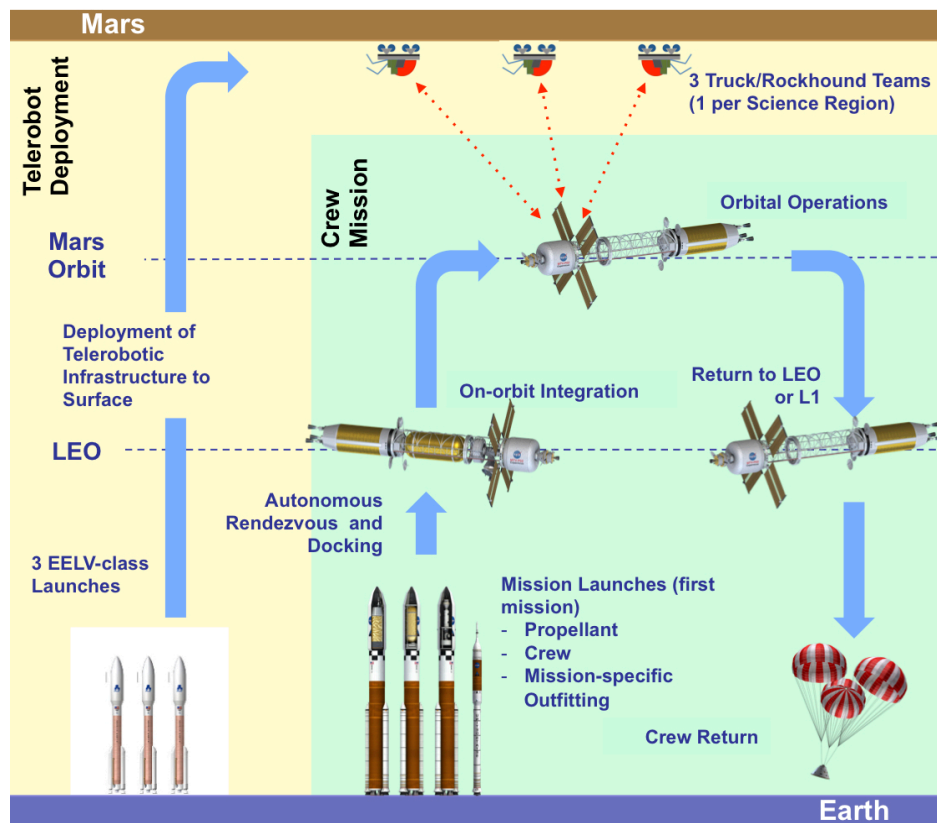 Mars
Telerobot
Deployment
3 Truck/Rockhound Teams
(1 per Science Region)
Crew
Mission
Orbital Operations
Mars
Orbit
Deployment of
Telerobotic
Infrastructure to
Surface
On-orbit Integration
Return to LEO
or L1
LEO
Autonomous
Rendezvous and
Docking
3 EELV-class
Launches
Mission Launches (first
mission)
- Propellant
- Crew
- Mission-specific
Outfitting
Crew Return
Earth